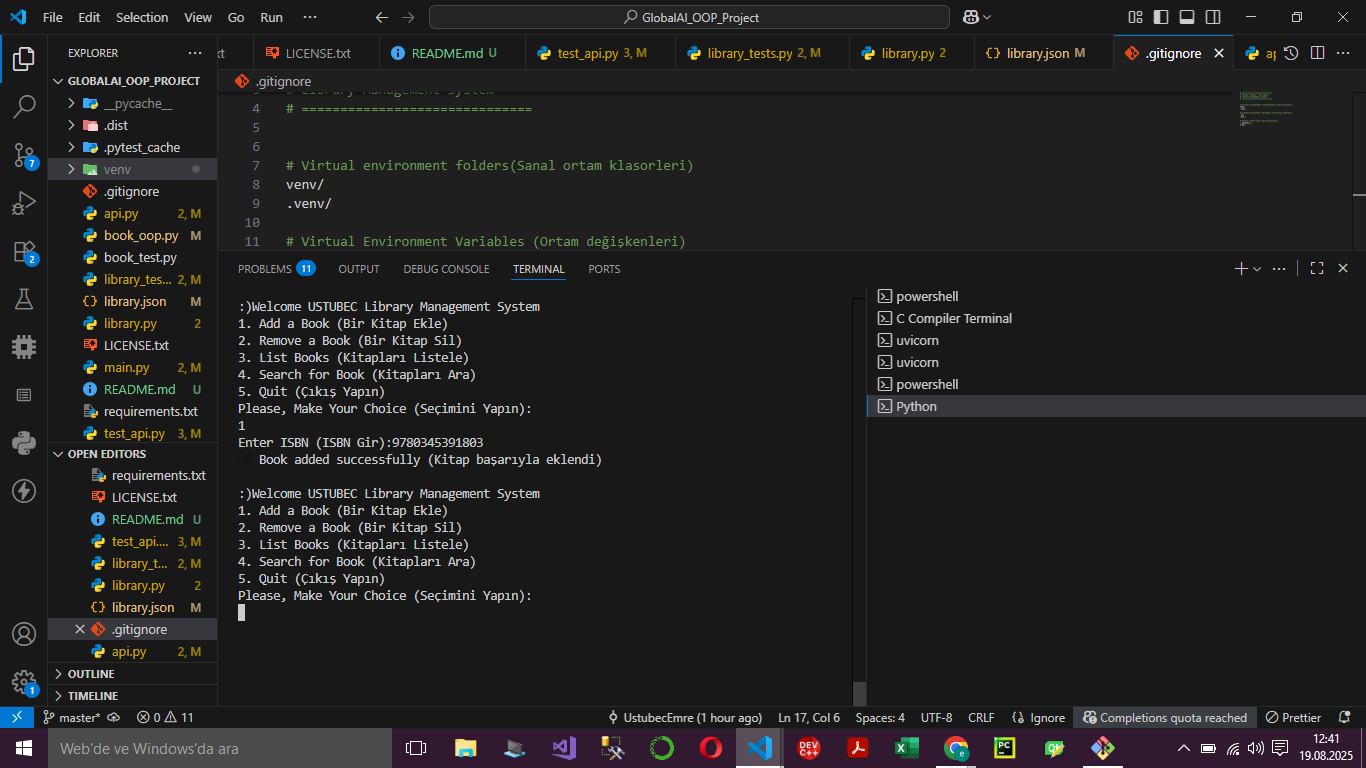 File Edit Selection View Go Run ··· GlobalAI_OOP_Project
EXPLORER ···
GLOBALAI_OOP_PROJECT
__pycache__
.dist
.pytest_cache
venv
.gitignore
api.py 2, M
book_oop.py M
book_test.py
library_tes... 2, M
library.json M
library.py 2
LICENSE.txt
main.py 2, M
README.md U
requirements.txt
test_api.py 3, M
OPEN EDITORS
requirements.txt
LICENSE.txt
README.md U
test_api.... 3, M
library_t... 2, M
library.py 2
library.json M
.gitignore
api.py 2, M
OUTLINE
TIMELINE
7
2
1
LICENSE.txt README.md U test_api.py 3, M library_tests.py 2, M library.py 2 library.json M .gitignore
.gitignore
3 # Library Management System
4 # =============================
5
6
7 # Virtual environment folders(Sanal ortam klasorleri)
8 venv/
9 .venv/
10
11 # Virtual Environment Variables (Ortam değişkenleri)
PROBLEMS 11 OUTPUT DEBUG CONSOLE TERMINAL PORTS
:)Welcome USTUBEC Library Management System
1. Add a Book (Bir Kitap Ekle)
2. Remove a Book (Bir Kitap Sil)
3. List Books (Kitapları Listele)
4. Search for Book (Kitapları Ara)
5. Quit (Çıkış Yapın)
Please, Make Your Choice (Seçimini Yapın):
1
Enter ISBN (ISBN Gir):9780345391803
Book added successfully (Kitap başarıyla eklendi)
:)Welcome USTUBEC Library Management System
1. Add a Book (Bir Kitap Ekle)
2. Remove a Book (Bir Kitap Sil)
3. List Books (Kitapları Listele)
4. Search for Book (Kitapları Ara)
5. Quit (Çıkış Yapın)
Please, Make Your Choice (Seçimini Yapın):
powershell
C Compiler Terminal
uvicorn
uvicorn
powershell
Python
master* 0 11 UstubecEmre (1 hour ago) Ln 17, Col 6 Spaces: 4 UTF-8 CRLF Ignore Completions quota reached Prettier
Web'de ve Windows'da ara
DEV C++
PC
12:41
19.08.2025